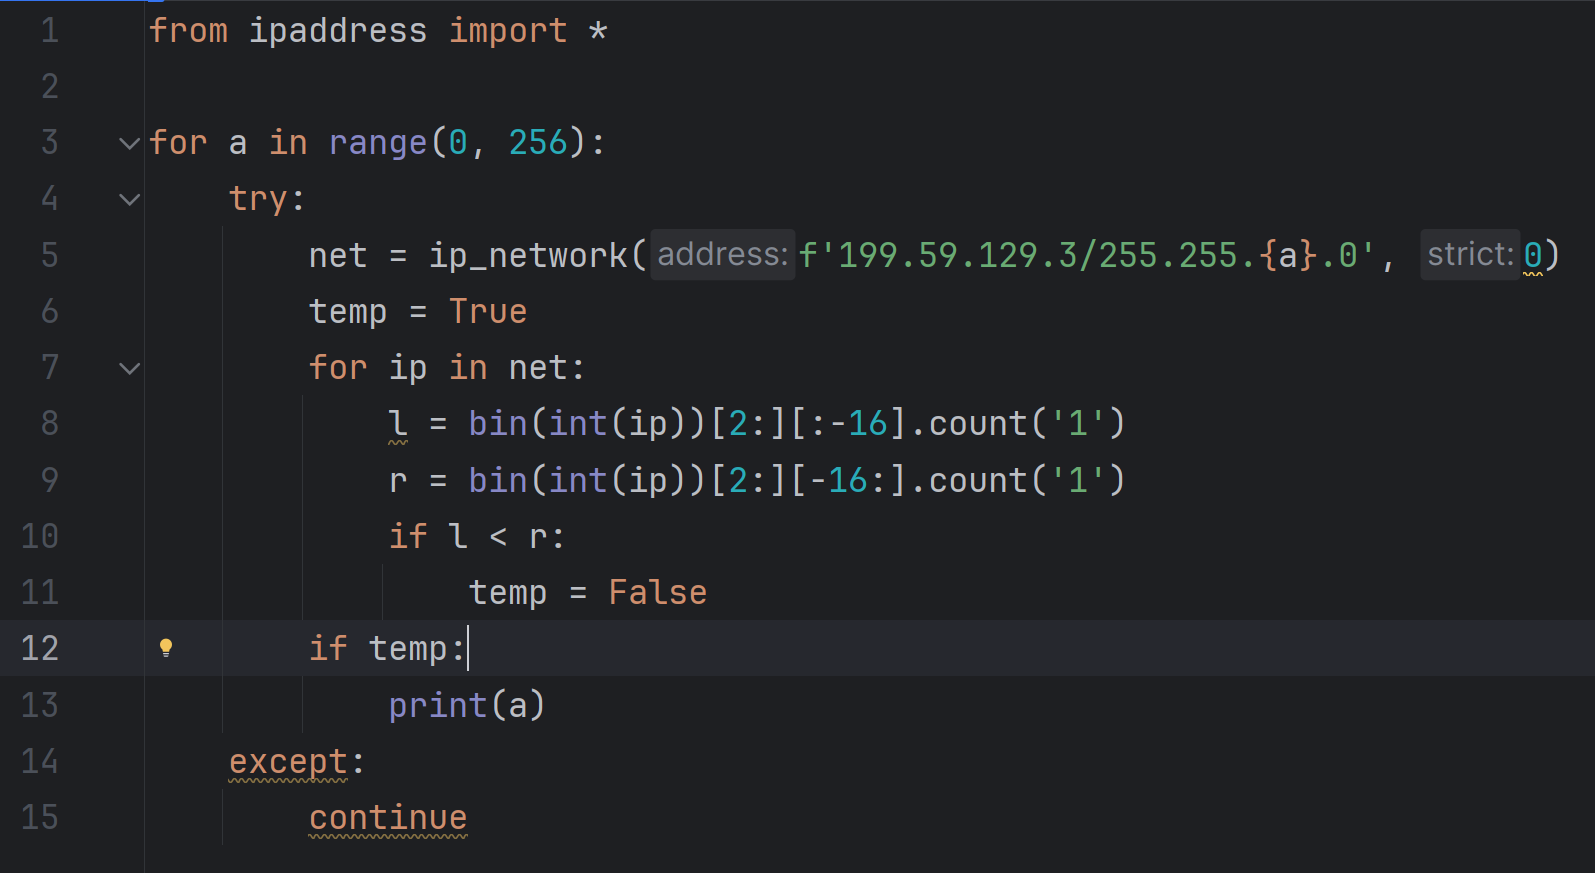 1 from ipaddress import *
2
3 for a in range(0, 256):
4     try:
5         net = ip_network( address: f'199.59.129.3/255.255.{a}.0', strict: 0)
6         temp = True
7         for ip in net:
8             l = bin(int(ip))[2:][:-16].count('1')
9             r = bin(int(ip))[2:][-16:].count('1')
10             if l < r:
11                 temp = False
12         if temp:
13             print(a)
14     except:
15         continue